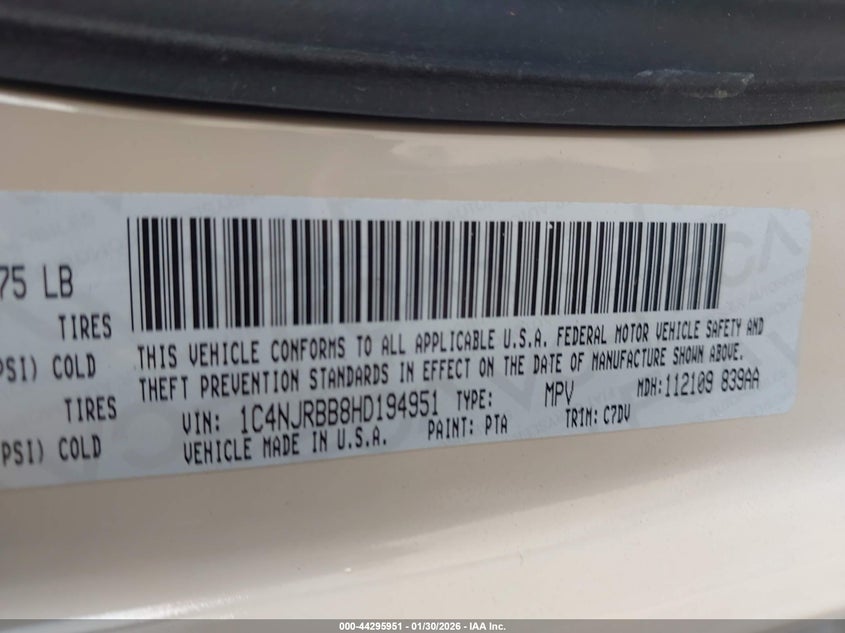 75 LB
TIRES
PSI) COLD
TIRES
PSI) COLD
THIS VEHICLE CONFORMS TO ALL APPLICABLE U.S.A. FEDERAL MOTOR VEHICLE SAFETY AND
THEFT PREVENTION STANDARDS IN EFFECT ON THE DATE OF MANUFACTURE SHOWN ABOVE.
VIN: 1C4NJRBB8HD194951 TYPE: MPV MDH: 112109 839AA
VEHICLE MADE IN U.S.A. PAINT: PTA TRIM: C7DV
000-44295951 - 01/30/2026 - IAA Inc.